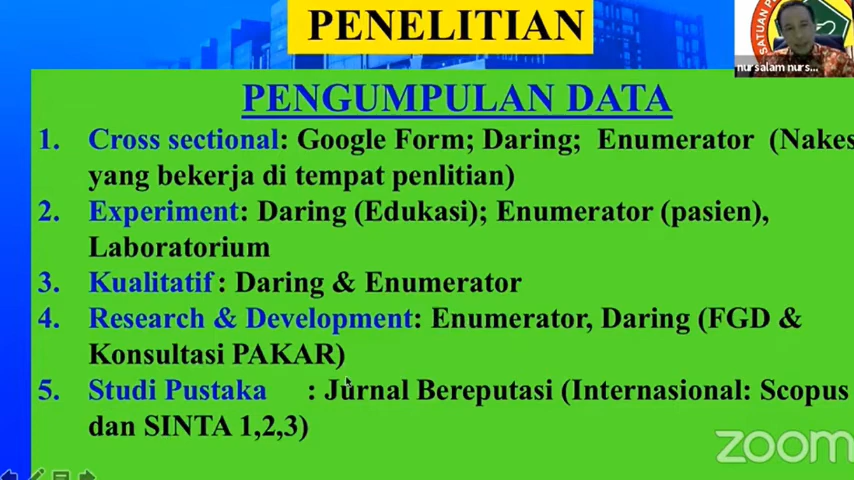 PENELITIAN
SATUAN P
nursalam nurs...
PENGUMPULAN DATA
1. Cross sectional: Google Form; Daring; Enumerator (Nakes
yang bekerja di tempat penlitian)
2. Experiment: Daring (Edukasi); Enumerator (pasien),
Laboratorium
3. Kualitatif : Daring & Enumerator
4. Research & Development: Enumerator, Daring (FGD &
Konsultasi PAKAR)
5. Studi Pustaka : Jurnal Bereputasi (Internasional: Scopus
dan SINTA 1,2,3)
zoom